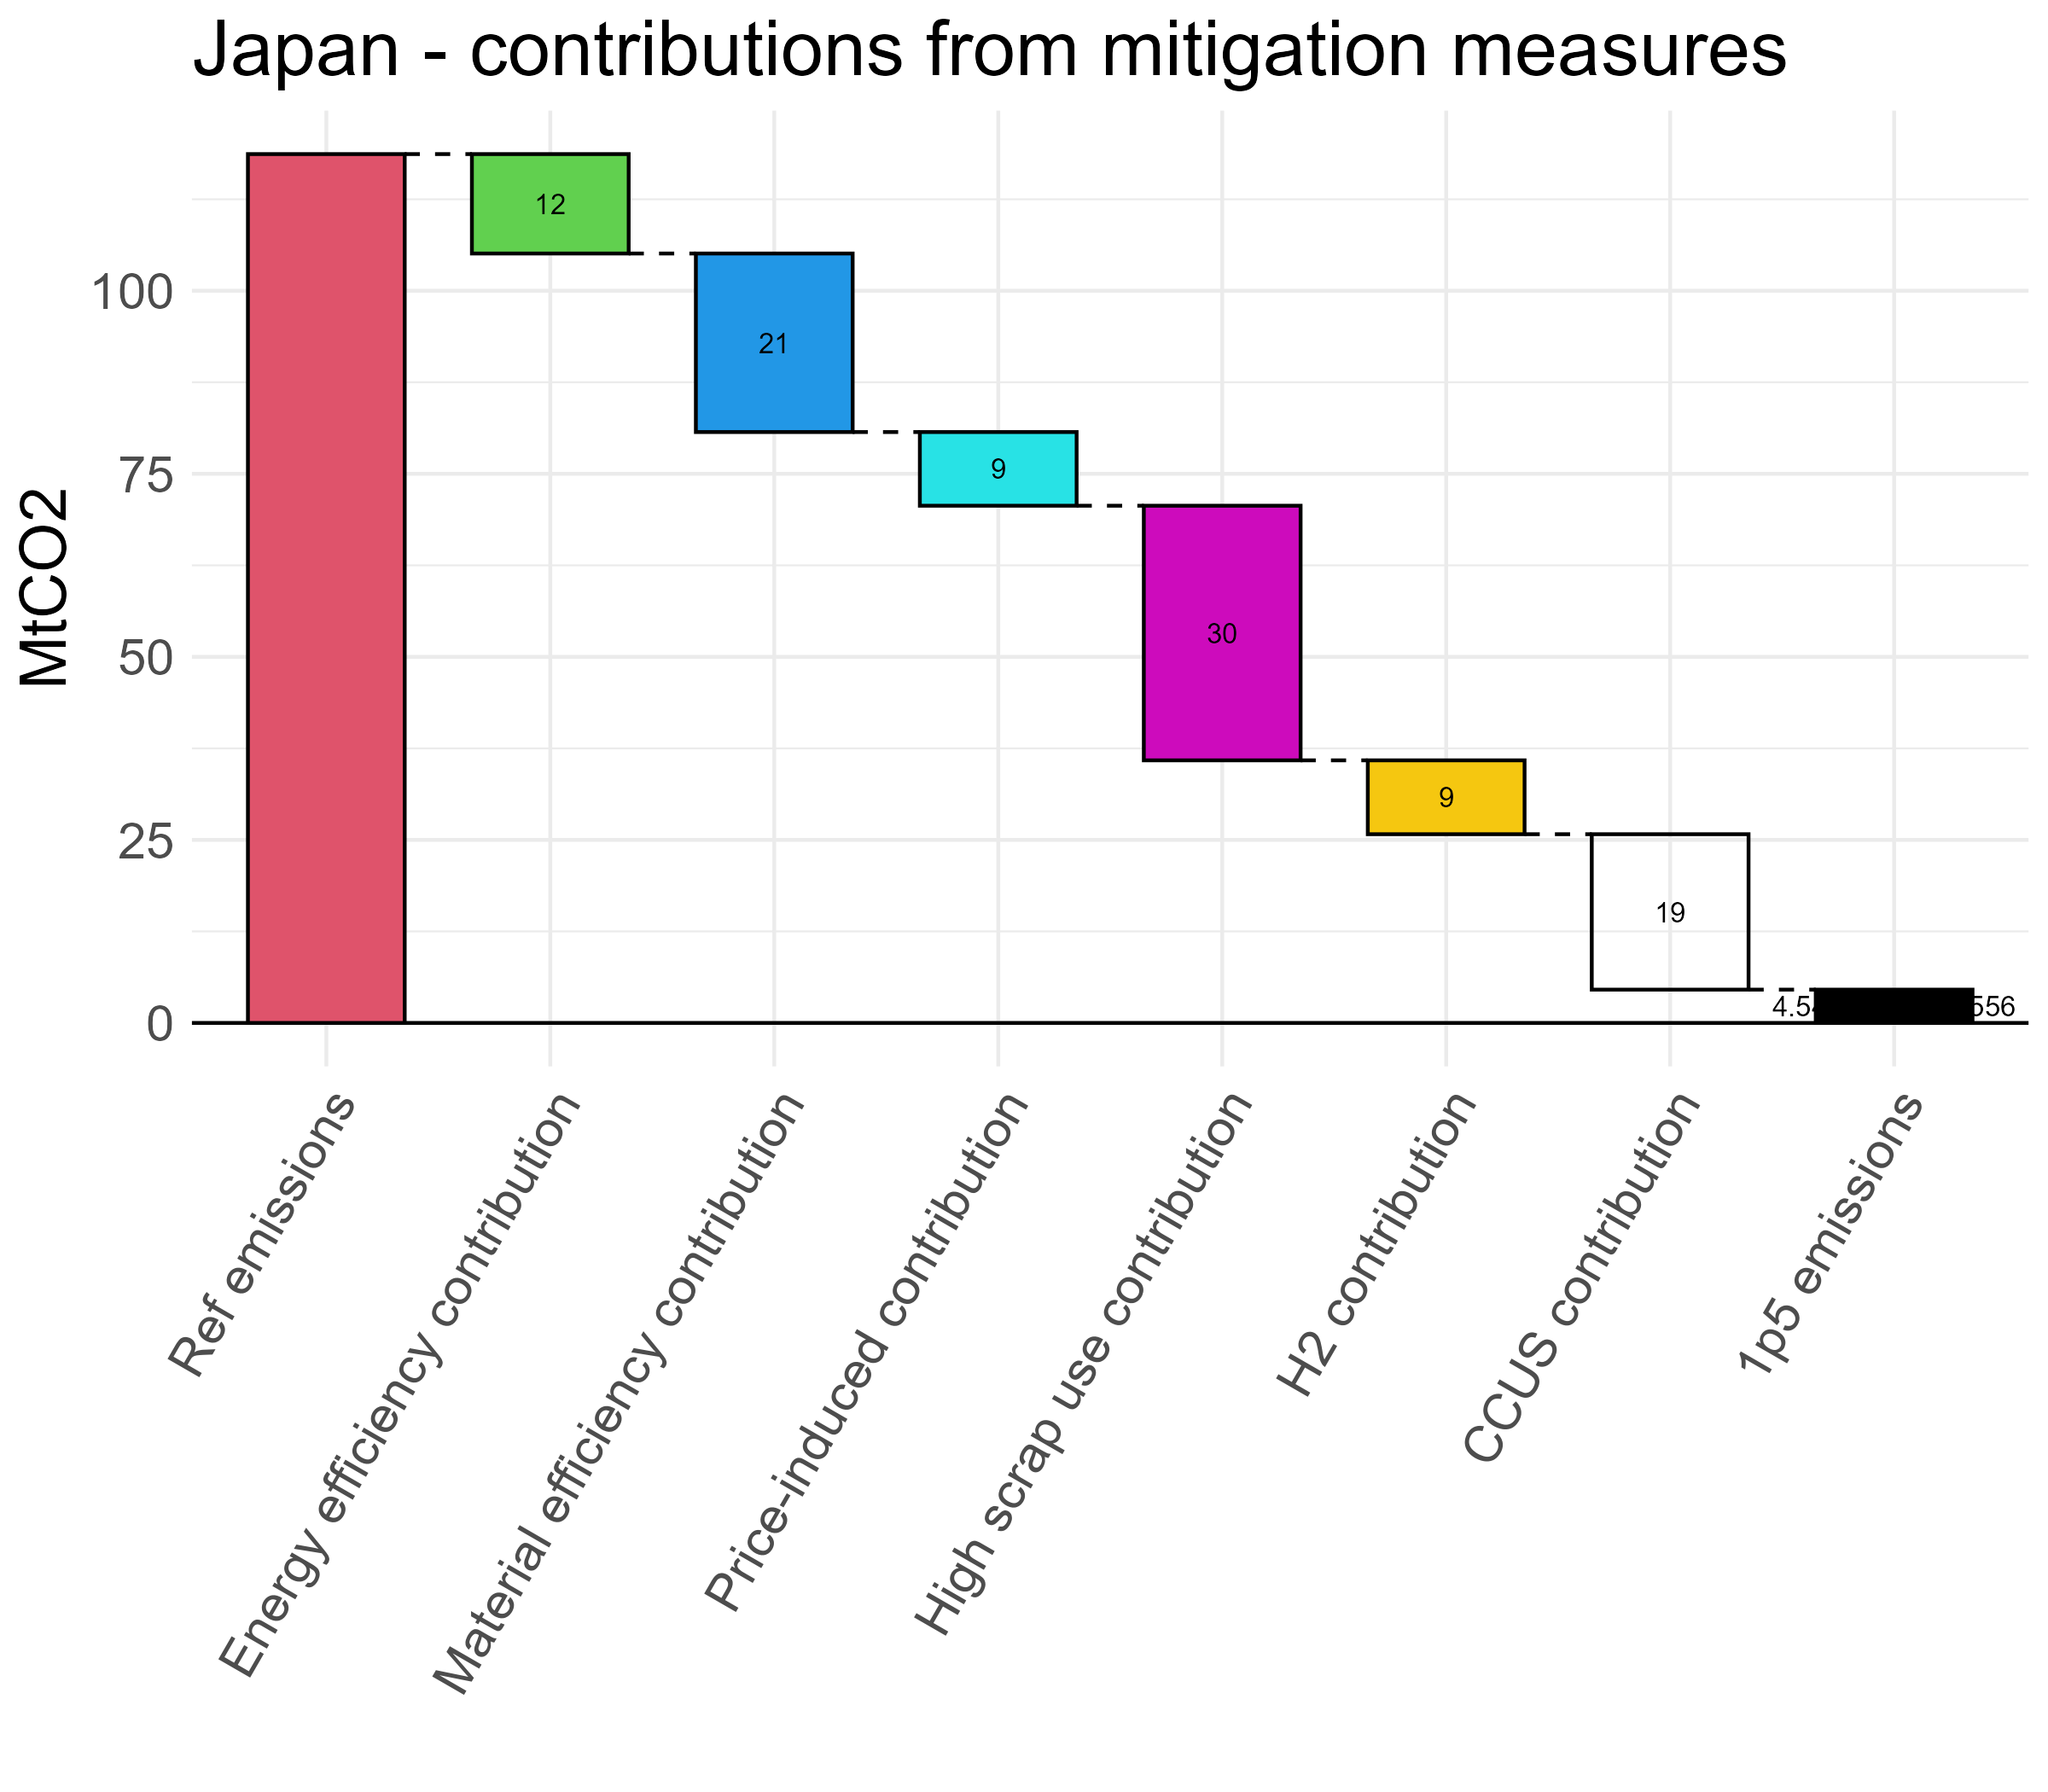 Japan - contributions from mitigation measures
MtCO2
100
75
50
25
0
12
21
9
30
9
19
Ref emissions
Energy efficiency contribution
Material efficiency contribution
Price-induced contribution
High scrap use contribution
H2 contribution
CCUS contribution
1p5 emissions